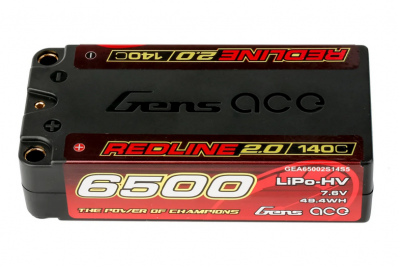 REDLINE 2.0 140C
Gens ace
REDLINE 2.0/140C
GEA65002S14S5
6500
LiPo-HV
7.6V
49.4WH
THE POWER OF CHAMPIONS
Gens ace